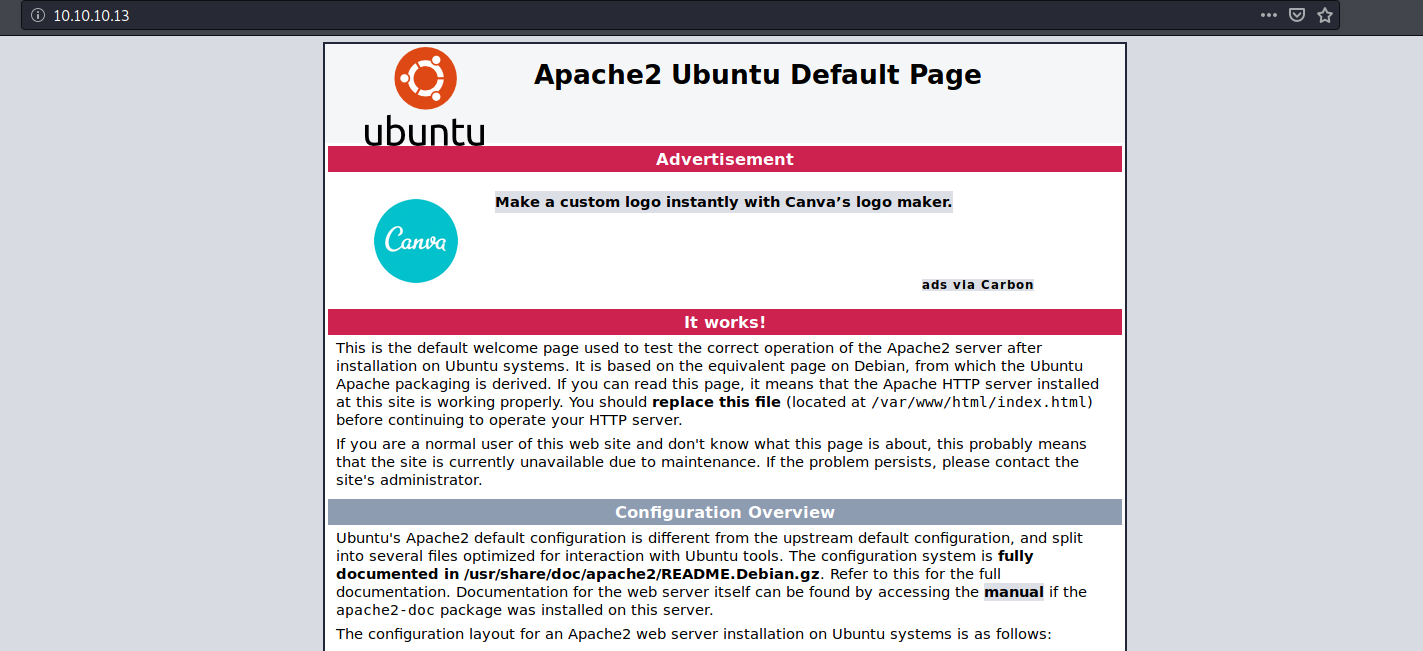 10.10.10.13
Apache2 Ubuntu Default Page
ubuntu
Advertisement
Make a custom logo instantly with Canva’s logo maker.
Canva
ads via Carbon
It works!
This is the default welcome page used to test the correct operation of the Apache2 server after
installation on Ubuntu systems. It is based on the equivalent page on Debian, from which the Ubuntu
Apache packaging is derived. If you can read this page, it means that the Apache HTTP server installed
at this site is working properly. You should replace this file (located at /var/www/html/index.html)
before continuing to operate your HTTP server.
If you are a normal user of this web site and don't know what this page is about, this probably means
that the site is currently unavailable due to maintenance. If the problem persists, please contact the
site's administrator.
Configuration Overview
Ubuntu's Apache2 default configuration is different from the upstream default configuration, and split
into several files optimized for interaction with Ubuntu tools. The configuration system is fully
documented in /usr/share/doc/apache2/README.Debian.gz. Refer to this for the full
documentation. Documentation for the web server itself can be found by accessing the manual if the
apache2-doc package was installed on this server.
The configuration layout for an Apache2 web server installation on Ubuntu systems is as follows: